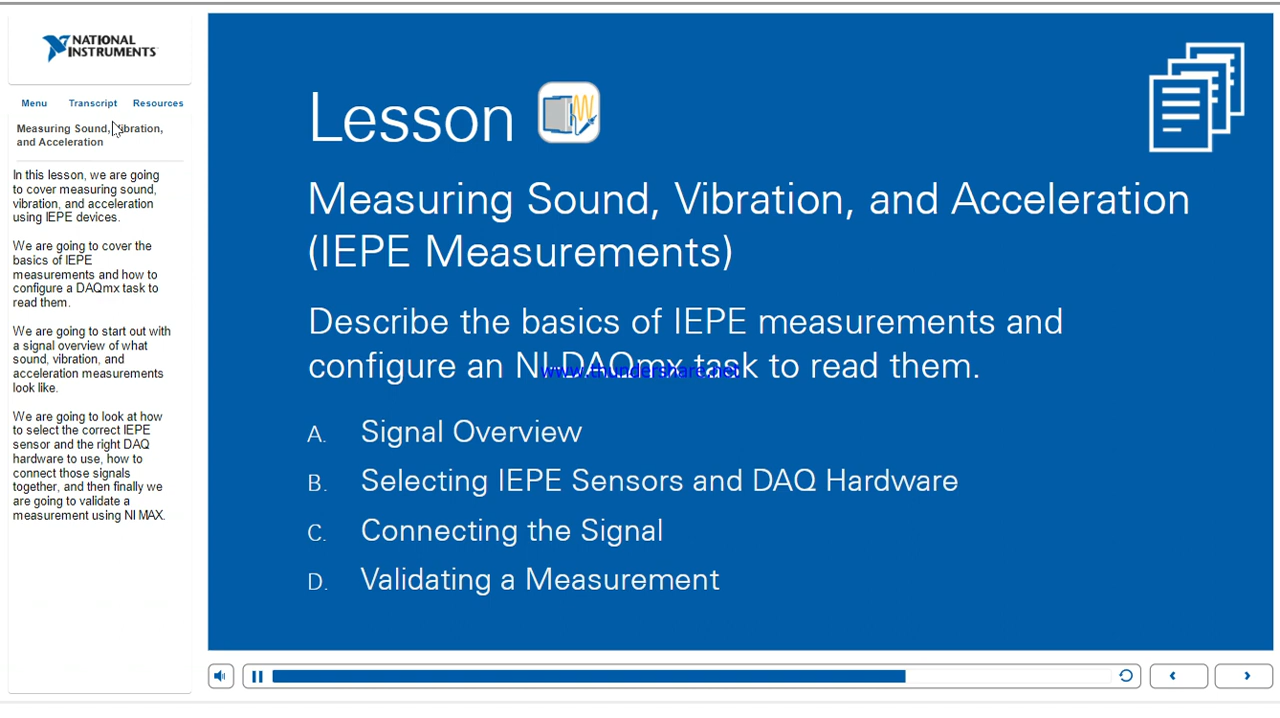 NATIONAL
INSTRUMENTS
Menu Transcript Resources
Measuring Sound, Vibration,
and Acceleration
In this lesson, we are going
to cover measuring sound,
vibration, and acceleration
using IEPE devices.
We are going to cover the
basics of IEPE
measurements and how to
configure a DAQmx task to
read them.
We are going to start out with
a signal overview of what
sound, vibration, and
acceleration measurements
look like.
We are going to look at how
to select the correct IEPE
sensor and the right DAQ
hardware to use, how to
connect those signals
together, and then finally we
are going to validate a
measurement using NI MAX.
Lesson
Measuring Sound, Vibration, and Acceleration
(IEPE Measurements)
Describe the basics of IEPE measurements and
configure an NI-DAQmx task to read them.
www.thundershare.net
A. Signal Overview
B. Selecting IEPE Sensors and DAQ Hardware
C. Connecting the Signal
D. Validating a Measurement